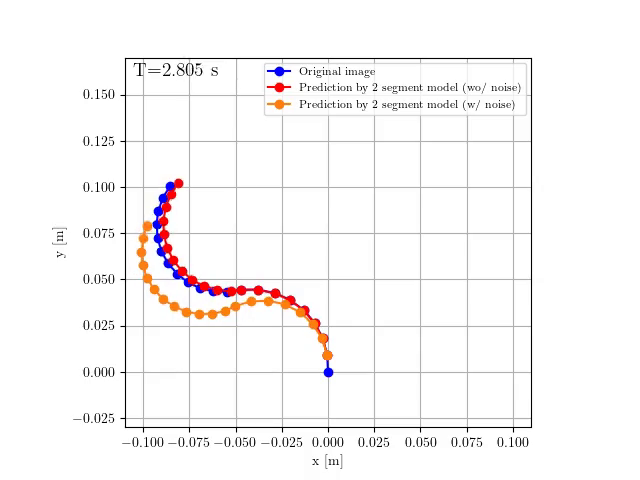 T=2.805 s
Original image
Prediction by 2 segment model (wo/ noise)
Prediction by 2 segment model (w/ noise)
0.150
0.125
0.100
0.075
0.050
0.025
0.000
−0.025
y [m]
−0.100 −0.075 −0.050 −0.025 0.000 0.025 0.050 0.075 0.100
x [m]